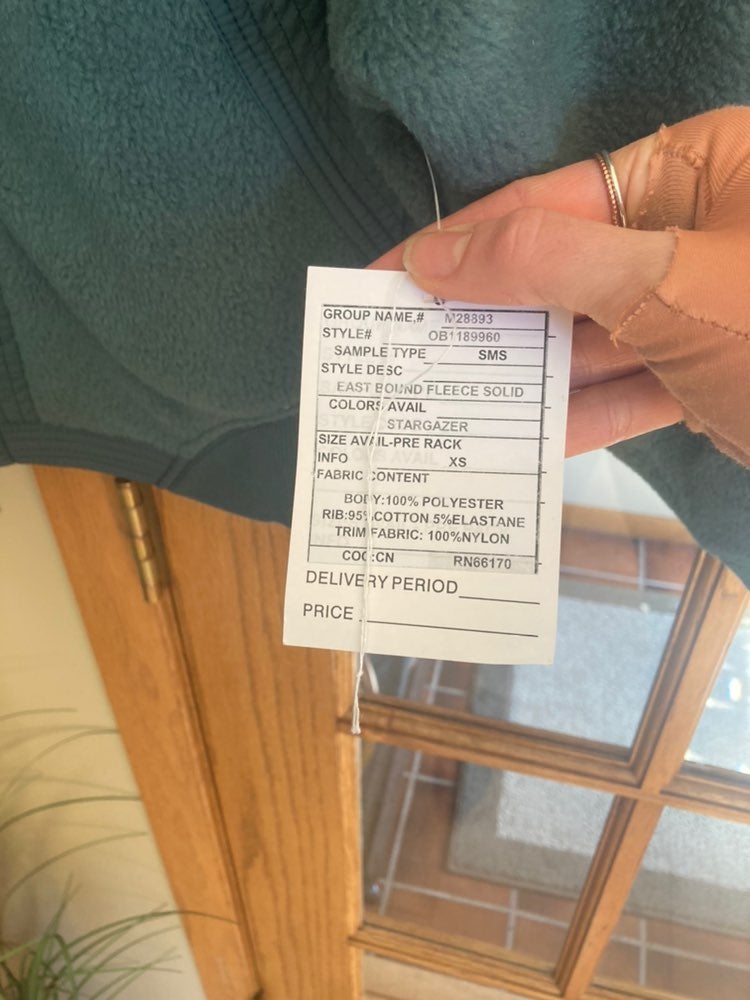 GROUP NAME,# M28893
STYLE# OB1189960
SAMPLE TYPE SMS
STYLE DESC
EAST BOUND FLEECE SOLID
COLORS AVAIL
STARGAZER
SIZE AVAIL-PRE RACK
INFO XS
FABRIC CONTENT
BODY:100% POLYESTER
RIB:95%COTTON 5%ELASTANE
TRIM FABRIC: 100%NYLON
COO:CN RN66170
DELIVERY PERIOD
PRICE